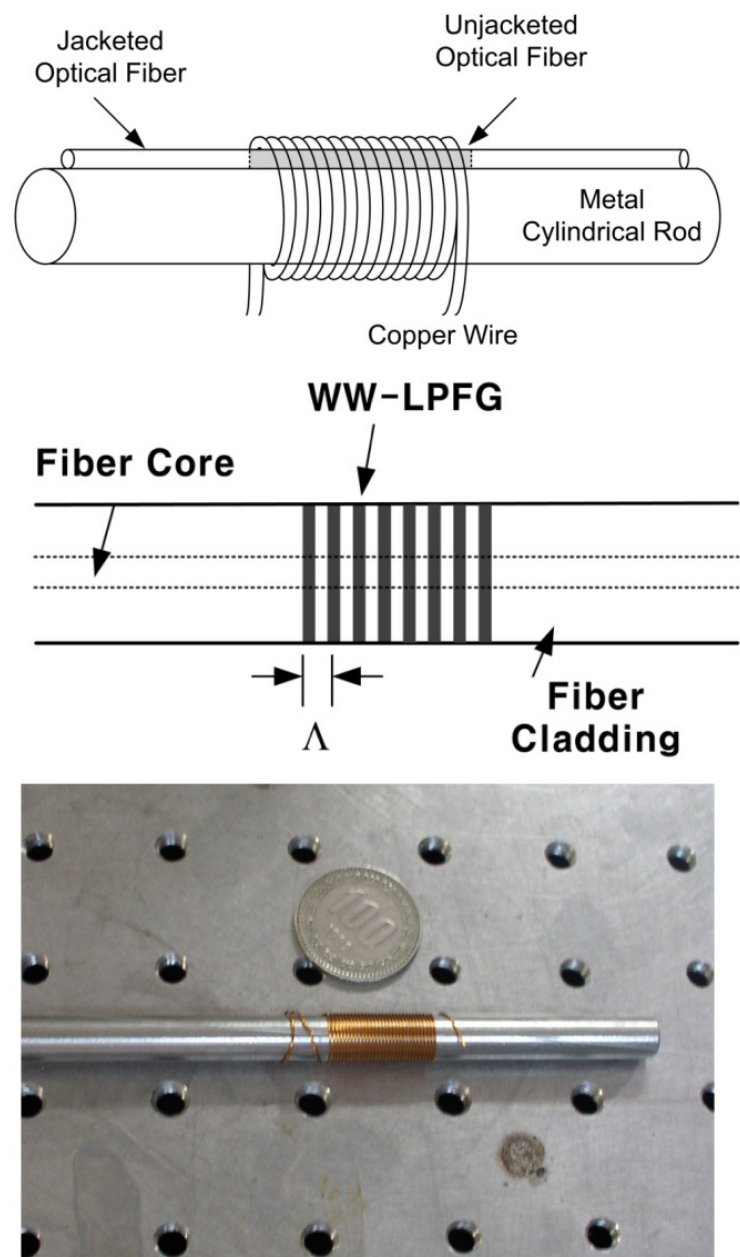 Jacketed
Optical Fiber
Unjacketed
Optical Fiber
Metal
Cylindrical Rod
Copper Wire
WW-LPFG
Fiber Core
Λ
Fiber
Cladding
100